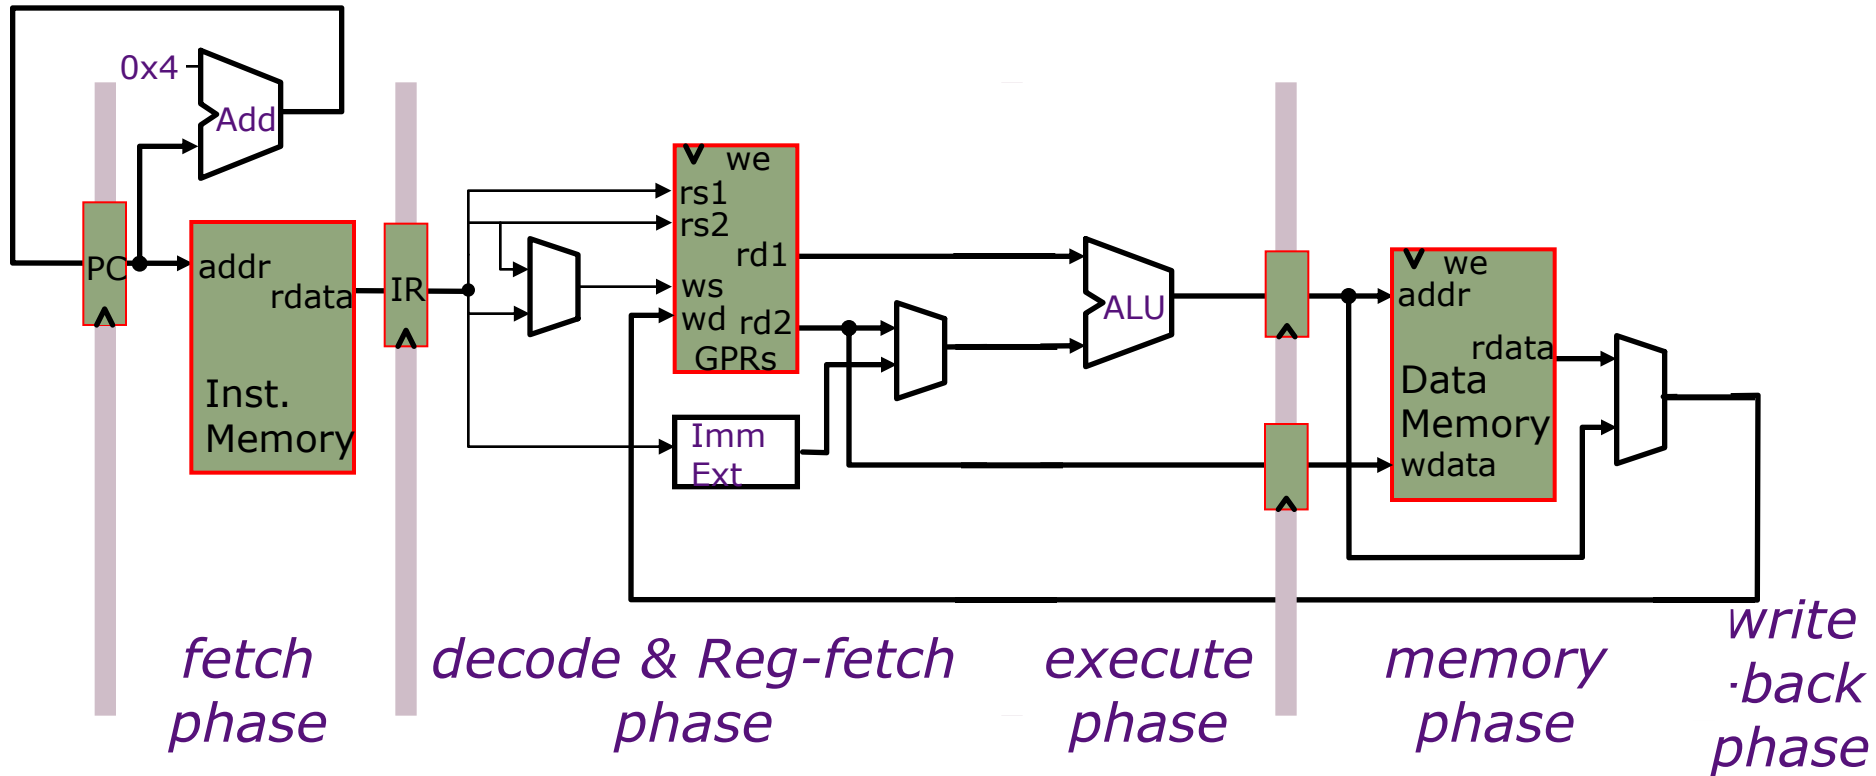 0x4
Add
PC
addr
rdata
Inst.
Memory
IR
we
rs1
rs2
rd1
ws
wd
rd2
GPRs
Imm
Ext
ALU
we
addr
rdata
Data
Memory
wdata
fetch
phase
decode & Reg-fetch
phase
execute
phase
memory
phase
write
-back
phase